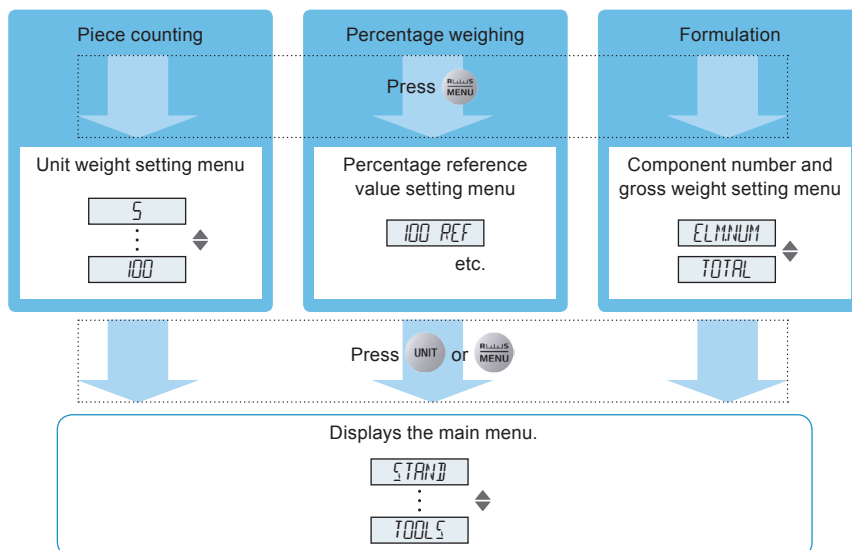 Piece counting
Percentage weighing
Formulation
Press MENU
Unit weight setting menu
5
100
Percentage reference
value setting menu
100 REF
etc.
Component number and
gross weight setting menu
ELM.NUM
TOTAL
Press UNIT or MENU
Displays the main menu.
STAND
TOOLS